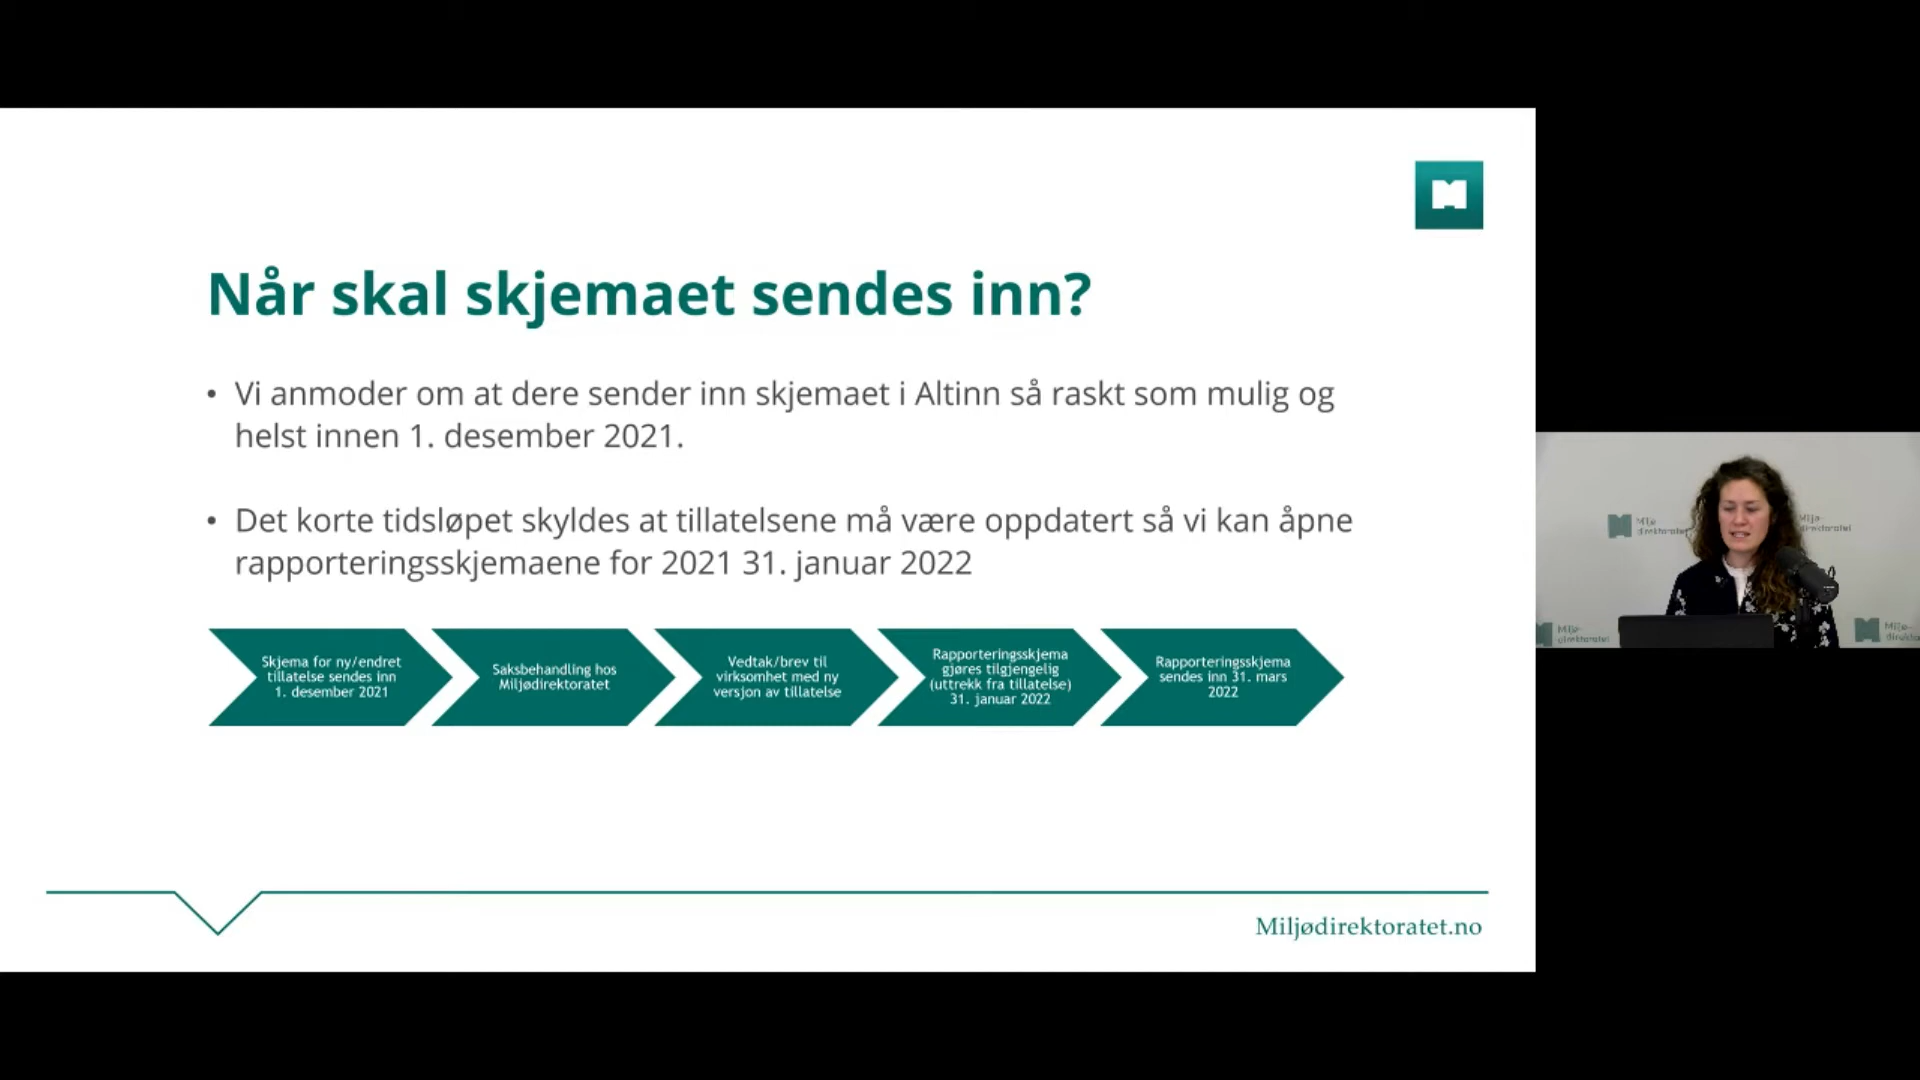 Når skal skjemaet sendes inn?
• Vi anmoder om at dere sender inn skjemaet i Altinn så raskt som mulig og
helst innen 1. desember 2021.
• Det korte tidsløpet skyldes at tillatelsene må være oppdatert så vi kan åpne
rapporteringsskjemaene for 2021 31. januar 2022
Skjema for ny/endret
tillatelse sendes inn
1. desember 2021
Saksbehandling hos
Miljødirektoratet
Vedtak/brev til
virksomhet med ny
versjon av tillatelse
Rapporteringsskjema
gjøres tilgjengelig
(uttrekk fra tillatelse)
31. januar 2022
Rapporteringsskjema
sendes inn 31. mars
2022
Miljødirektoratet.no